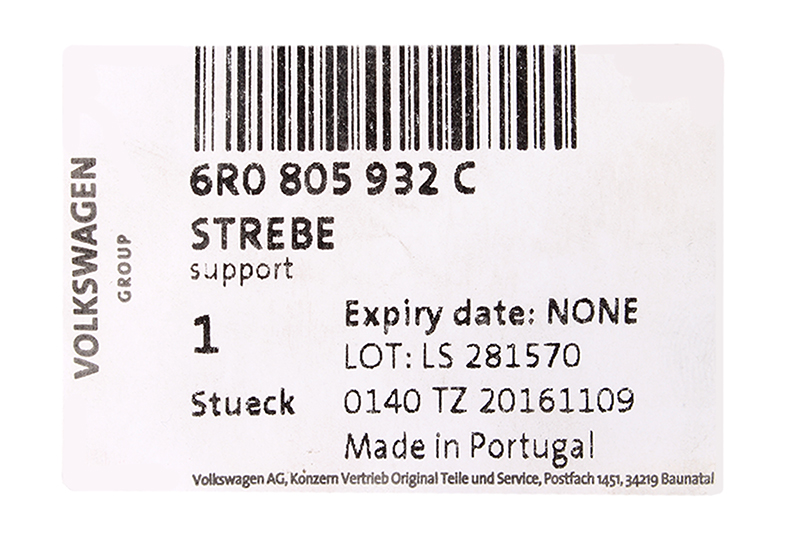 VOLKSWAGEN
GROUP
6R0 805 932 C
STREBE
support
1
Stueck
Expiry date: NONE
LOT: LS 281570
0140 TZ 20161109
Made in Portugal
Volkswagen AG, Konzern Vertrieb Original Teile und Service, Postfach 1451, 34219 Baunatal